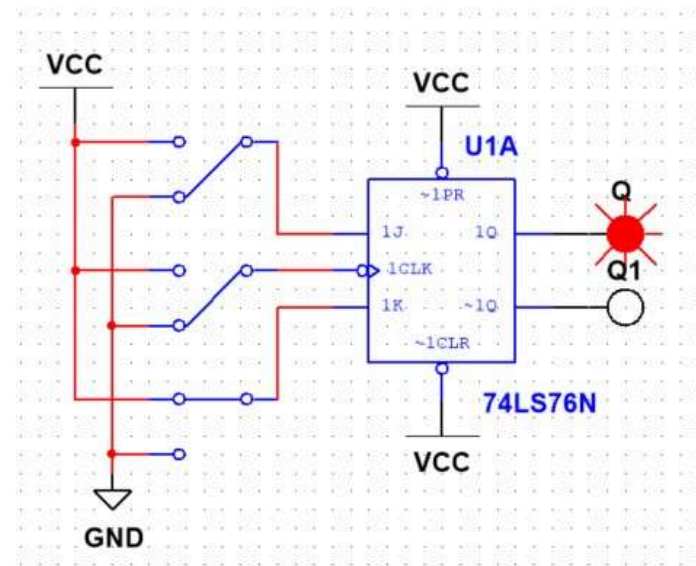 VCC
VCC
U1A
~1PR
Q
1J
1Q
Q1
1CLK
1K
~1Q
~1CLR
74LS76N
VCC
GND